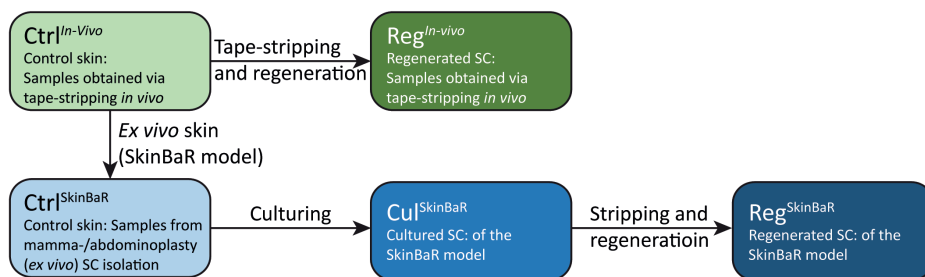 Ctrl^In-Vivo
Control skin:
Samples obtained via
tape-stripping in vivo
Tape-stripping
and regeneration
Reg^In-vivo
Regenerated SC:
Samples obtained via
tape-stripping in vivo
Ex vivo skin
(SkinBaR model)
Ctrl^SkinBaR
Control skin: Samples from
mamma-/abdominoplasty
(ex vivo) SC isolation
Culturing
Cul^SkinBaR
Cultured SC: of the
SkinBaR model
Stripping and
regeneratioin
Reg^SkinBaR
Regenerated SC: of the
SkinBaR model